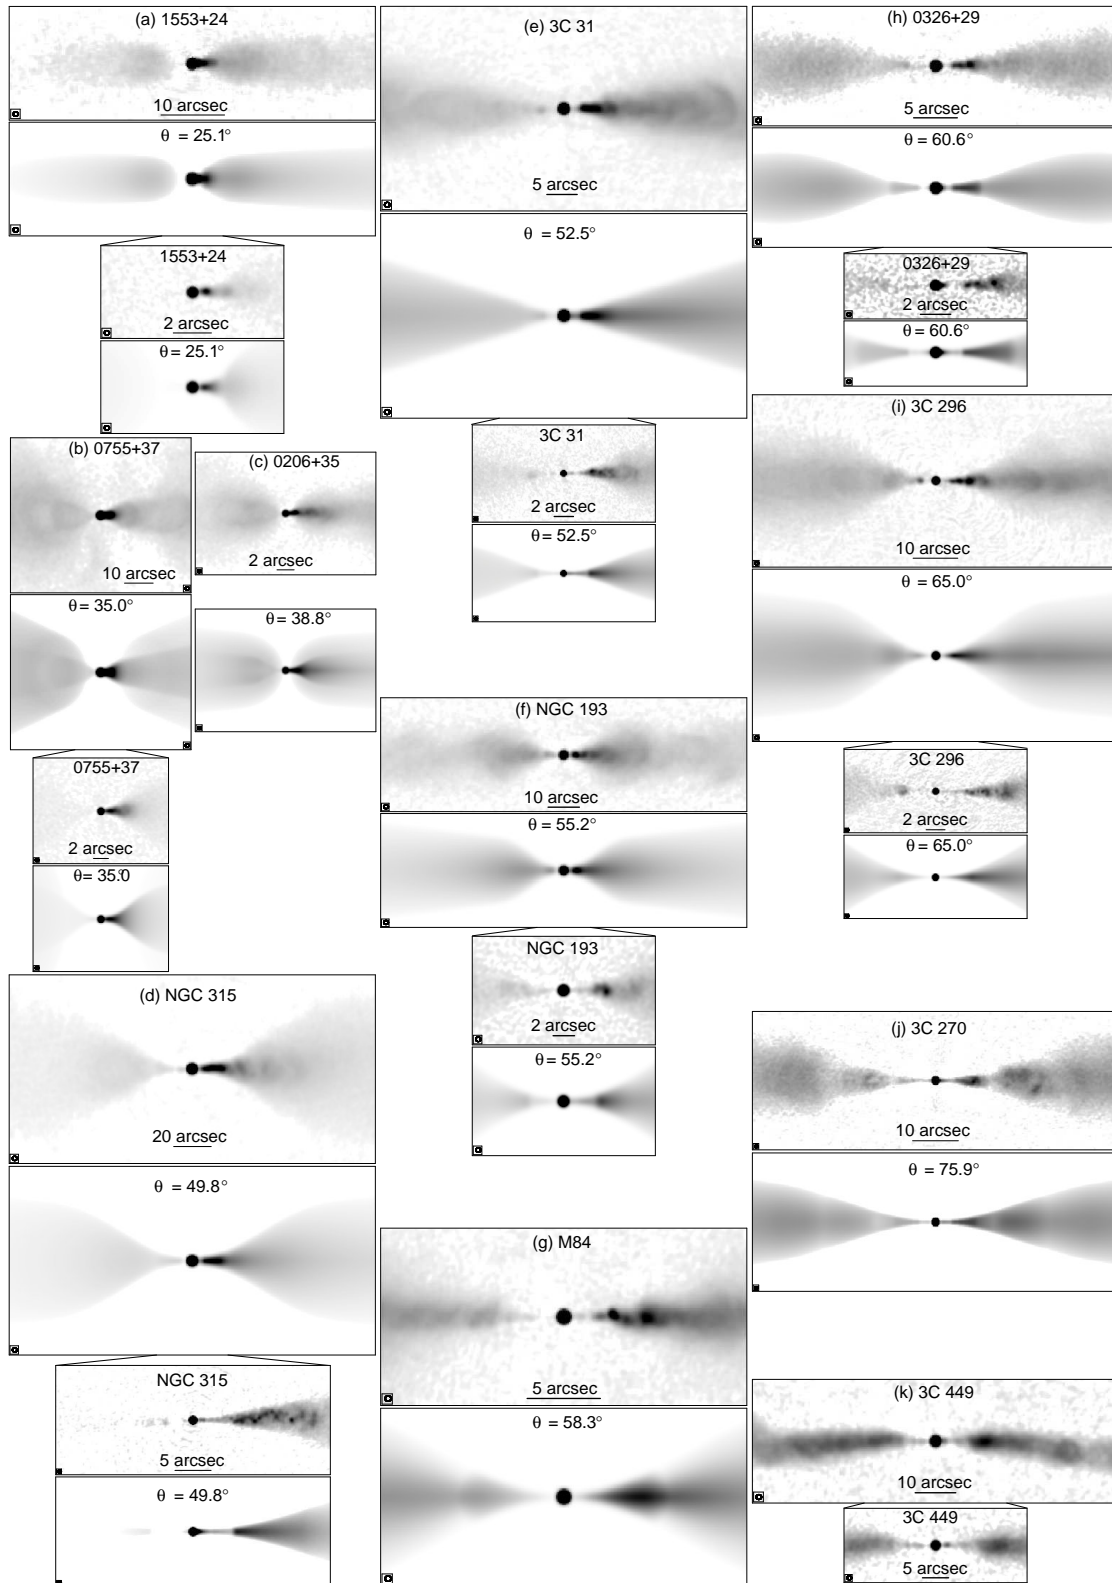 (a) 1553+24
10 arcsec
θ = 25.1°
1553+24
2 arcsec
θ = 25.1°
(b) 0755+37
10 arcsec
θ = 35.0°
0755+37
2 arcsec
θ = 35.0
(c) 0206+35
2 arcsec
θ = 38.8°
(d) NGC 315
20 arcsec
θ = 49.8°
NGC 315
5 arcsec
θ = 49.8°
(e) 3C 31
5 arcsec
θ = 52.5°
3C 31
2 arcsec
θ = 52.5°
(f) NGC 193
10 arcsec
θ = 55.2°
NGC 193
2 arcsec
θ = 55.2°
(g) M84
5 arcsec
θ = 58.3°
(h) 0326+29
5 arcsec
θ = 60.6°
0326+29
2 arcsec
θ = 60.6°
(i) 3C 296
10 arcsec
θ = 65.0°
3C 296
2 arcsec
θ = 65.0°
(j) 3C 270
10 arcsec
θ = 75.9°
(k) 3C 449
10 arcsec
3C 449
5 arcsec